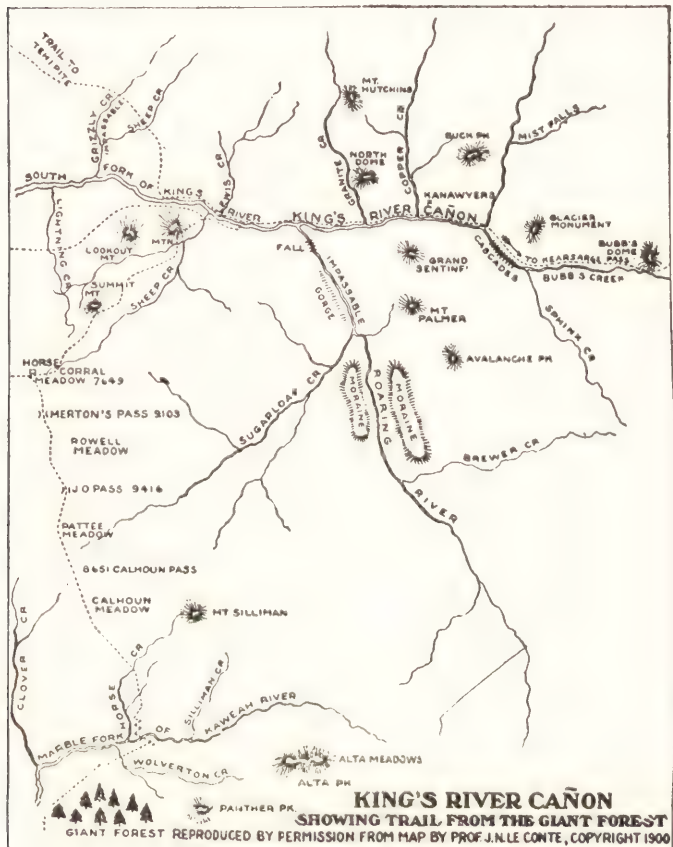 TRAIL TO
TEHIPITE
GRIZZLY CR
IMPASSABLE
SHEEP CR
MT.
HUTCHINS
COPPER CR
BUCK PK
MIST FALLS
NORTH
DOME
GRANITE CR
LEWIS CR
KANAWYERS
SOUTH FORK OF KING'S RIVER
KING'S RIVER CAÑON
LIGHTNING CR
LOOKOUT
MT
MTN
SUMMIT
MT
SHEEP CR
FALL
IMPASSABLE
GORGE
GRAND
SENTINEL
MT
PALMER
AVALANCHE PK
GLACIER
MONUMENT
CASCADES
TO KEARSARGE PASS
BUBB'S
DOME
BUBB'S CREEK
SPHINX CR
HORSE
CORRAL
MEADOW 7649
SUGARLOAF CR
MORAINE
ROARING RIVER
MORAINE
BREWER CR
MERTON'S PASS 9103
ROWELL
MEADOW
J O PASS 9416
PATTEE
MEADOW
8651 CALHOUN PASS
CALHOUN
MEADOW
MT SILLIMAN
CLOVER CR
HORSE CR
SILLIMAN CR
MARBLE FORK OF KAWEAH RIVER
WOLVERTON CR
ALTA MEADOWS
ALTA PK
PANTHER PK
GIANT FOREST
KING'S RIVER CAÑON
SHOWING TRAIL FROM THE GIANT FOREST
REPRODUCED BY PERMISSION FROM MAP BY PROF. J.N. LE CONTE, COPYRIGHT 1900